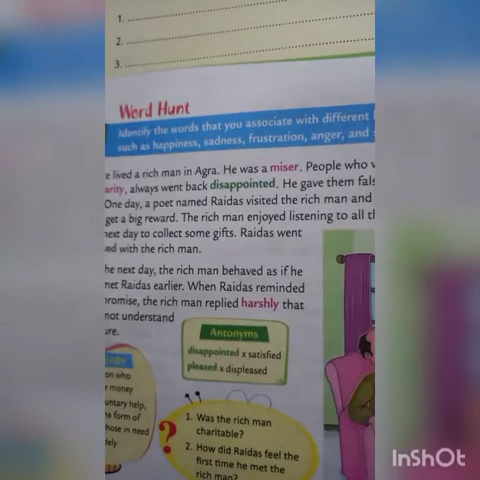 1.
2.
3.
Word Hunt
Identify the words that you associate with different
such as happiness, sadness, frustration, anger, and
lived a rich man in Agra. He was a miser. People who
always went back disappointed. He gave them
One day, a poet named Raidas visited the rich man and
get a big reward. The rich man enjoyed listening to all
next day to collect some gifts. Raidas went
with the rich man.
he next day, the rich man behaved as if he
met Raidas earlier. When Raidas reminded
promise, the rich man replied harshly that
not understand
ure.
Antonyms
disappointed x satisfied
pleased x displeased
on who
money
untary help,
form of
those in need
1. Was the rich man
charitable?
?
2. How did Raidas feel the
first time he met the
rich man?
InShOt